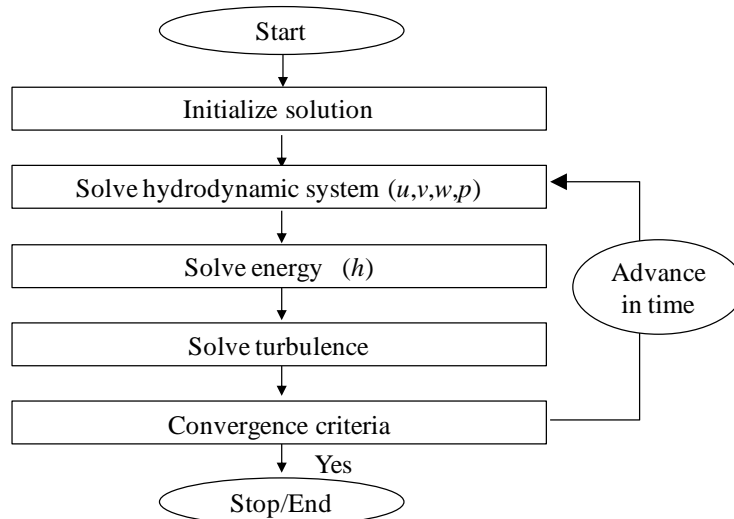 Start
Initialize solution
Solve hydrodynamic system (u,v,w,p)
Solve energy (h)
Advance
in time
Solve turbulence
Convergence criteria
Yes
Stop/End